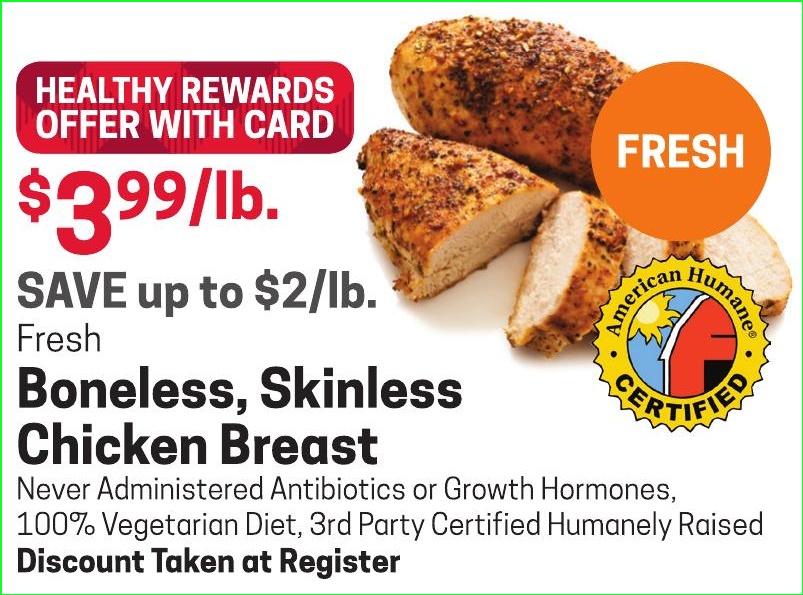 HEALTHY REWARDS
OFFER WITH CARD
$3.99/lb.
SAVE up to $2/lb.
Fresh
Boneless, Skinless
Chicken Breast
Never Administered Antibiotics or Growth Hormones,
100% Vegetarian Diet, 3rd Party Certified Humanely Raised
Discount Taken at Register
FRESH
American Humane®
CERTIFIED